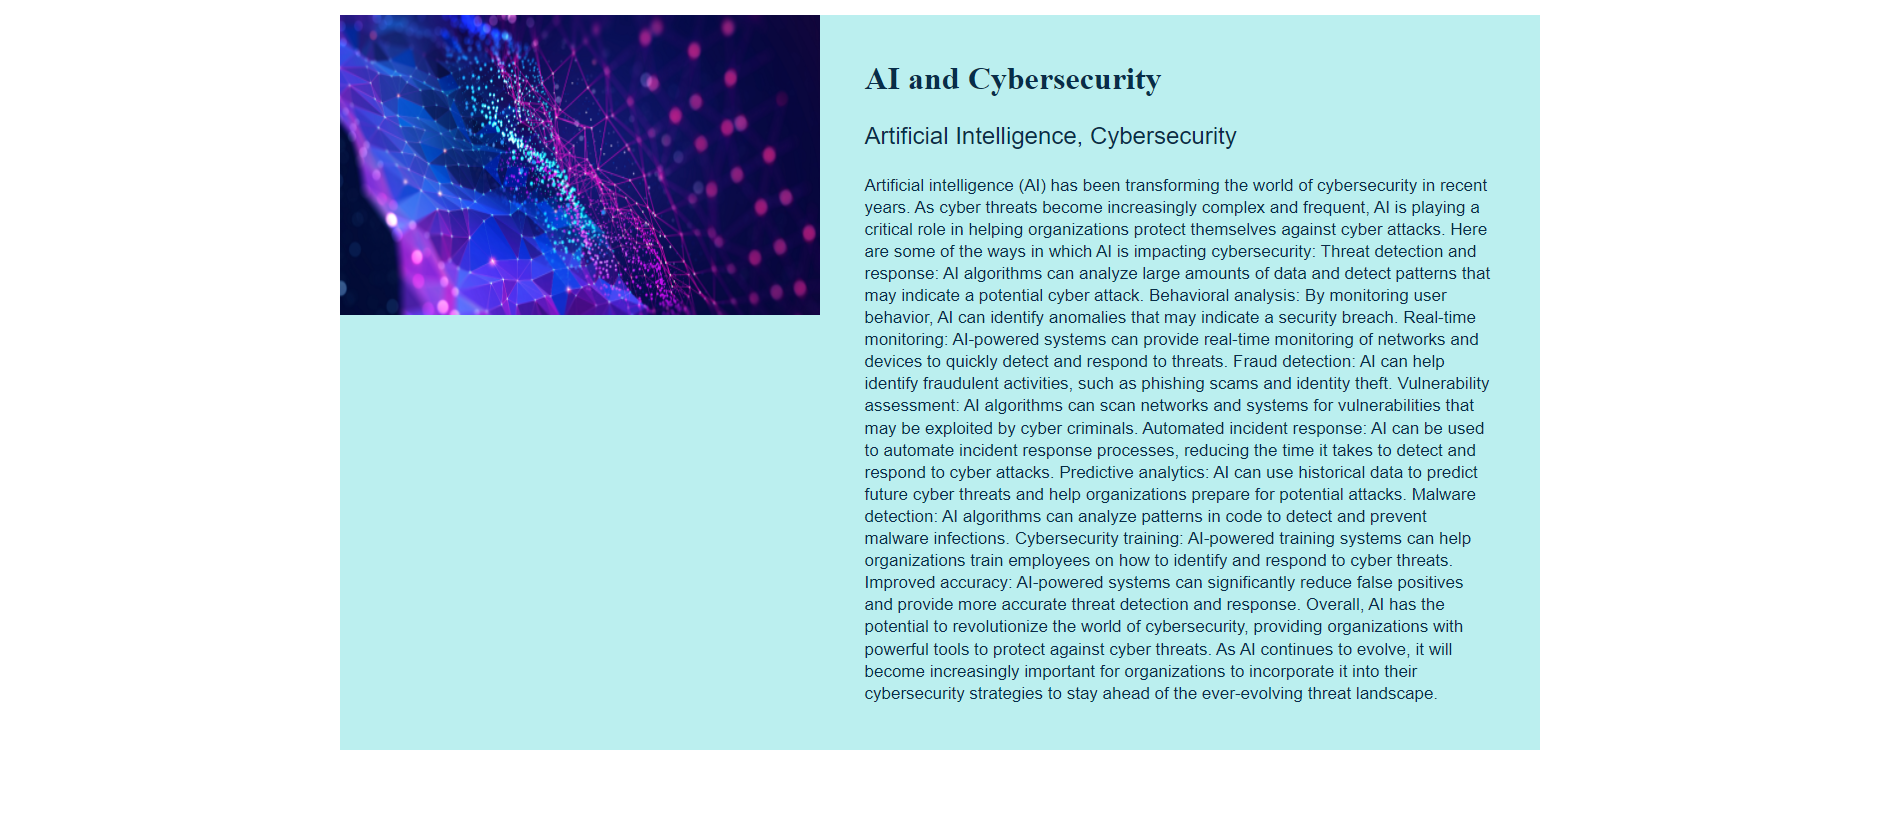 AI and Cybersecurity
Artificial Intelligence, Cybersecurity
Artificial intelligence (AI) has been transforming the world of cybersecurity in recent
years. As cyber threats become increasingly complex and frequent, AI is playing a
critical role in helping organizations protect themselves against cyber attacks. Here
are some of the ways in which AI is impacting cybersecurity: Threat detection and
response: AI algorithms can analyze large amounts of data and detect patterns that
may indicate a potential cyber attack. Behavioral analysis: By monitoring user
behavior, AI can identify anomalies that may indicate a security breach. Real-time
monitoring: AI-powered systems can provide real-time monitoring of networks and
devices to quickly detect and respond to threats. Fraud detection: AI can help
identify fraudulent activities, such as phishing scams and identity theft. Vulnerability
assessment: AI algorithms can scan networks and systems for vulnerabilities that
may be exploited by cyber criminals. Automated incident response: AI can be used
to automate incident response processes, reducing the time it takes to detect and
respond to cyber attacks. Predictive analytics: AI can use historical data to predict
future cyber threats and help organizations prepare for potential attacks. Malware
detection: AI algorithms can analyze patterns in code to detect and prevent
malware infections. Cybersecurity training: AI-powered training systems can help
organizations train employees on how to identify and respond to cyber threats.
Improved accuracy: AI-powered systems can significantly reduce false positives
and provide more accurate threat detection and response. Overall, AI has the
potential to revolutionize the world of cybersecurity, providing organizations with
powerful tools to protect against cyber threats. As AI continues to evolve, it will
become increasingly important for organizations to incorporate it into their
cybersecurity strategies to stay ahead of the ever-evolving threat landscape.